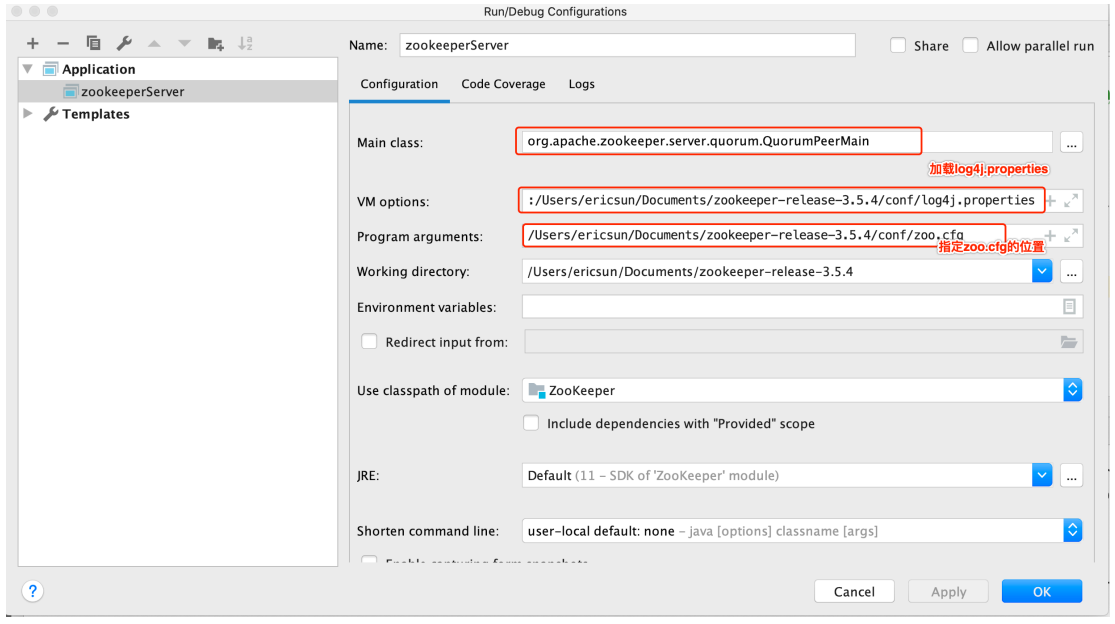 Run/Debug Configurations
Name: zookeeperServer
Share
Allow parallel run
Application
zookeeperServer
Templates
Configuration Code Coverage Logs
Main class: org.apache.zookeeper.server.quorum.QuorumPeerMain ...
加载log4j.properties
VM options: :/Users/ericsun/Documents/zookeeper-release-3.5.4/conf/log4j.properties
Program arguments: /Users/ericsun/Documents/zookeeper-release-3.5.4/conf/zoo.cfg
指定zoo.cfg的位置
Working directory: /Users/ericsun/Documents/zookeeper-release-3.5.4 ...
Environment variables:
Redirect input from:
Use classpath of module: ZooKeeper
Include dependencies with "Provided" scope
JRE: Default (11 – SDK of 'ZooKeeper' module) ...
Shorten command line: user-local default: none – java [options] classname [args]
? Cancel Apply OK